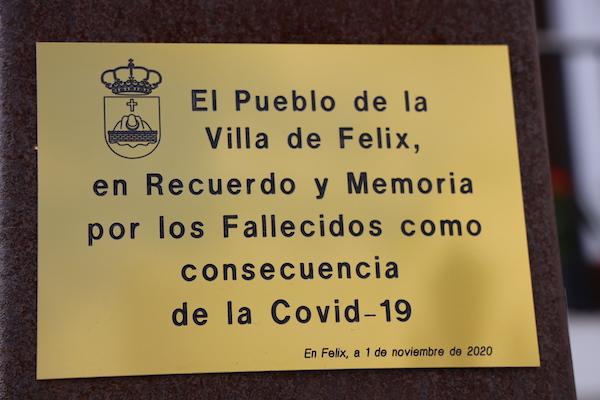 El Pueblo de la
Villa de Felix,
en Recuerdo y Memoria
por los Fallecidos como
consecuencia
de la Covid-19
En Felix, a 1 de noviembre de 2020